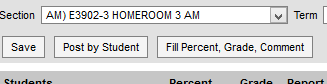 Section AM) E3902-3 HOMEROOM 3 AM Term
Save Post by Student Fill Percent, Grade, Comment
Students Percent Grade Report